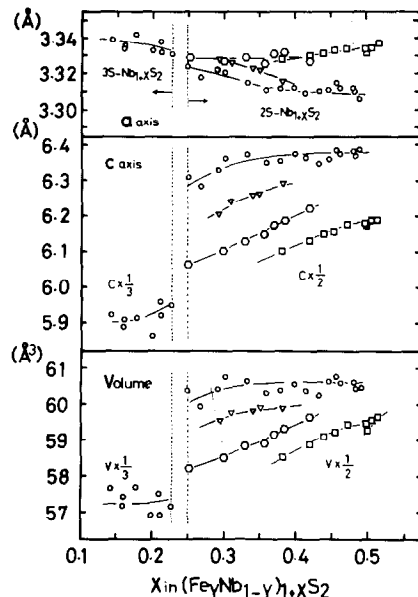 (Å)
3.34
3.32
3.30
3S-Nb1+XS2
2S-Nb1+XS2
a axis
(Å)
C axis
6.4
6.3
6.2
6.1
6.0
5.9
C×1/3
C×1/2
(Å3)
Volume
61
60
59
58
57
V×1/3
V×1/2
0.1 0.2 0.3 0.4 0.5
X in (FeYNb1-Y)1+XS2